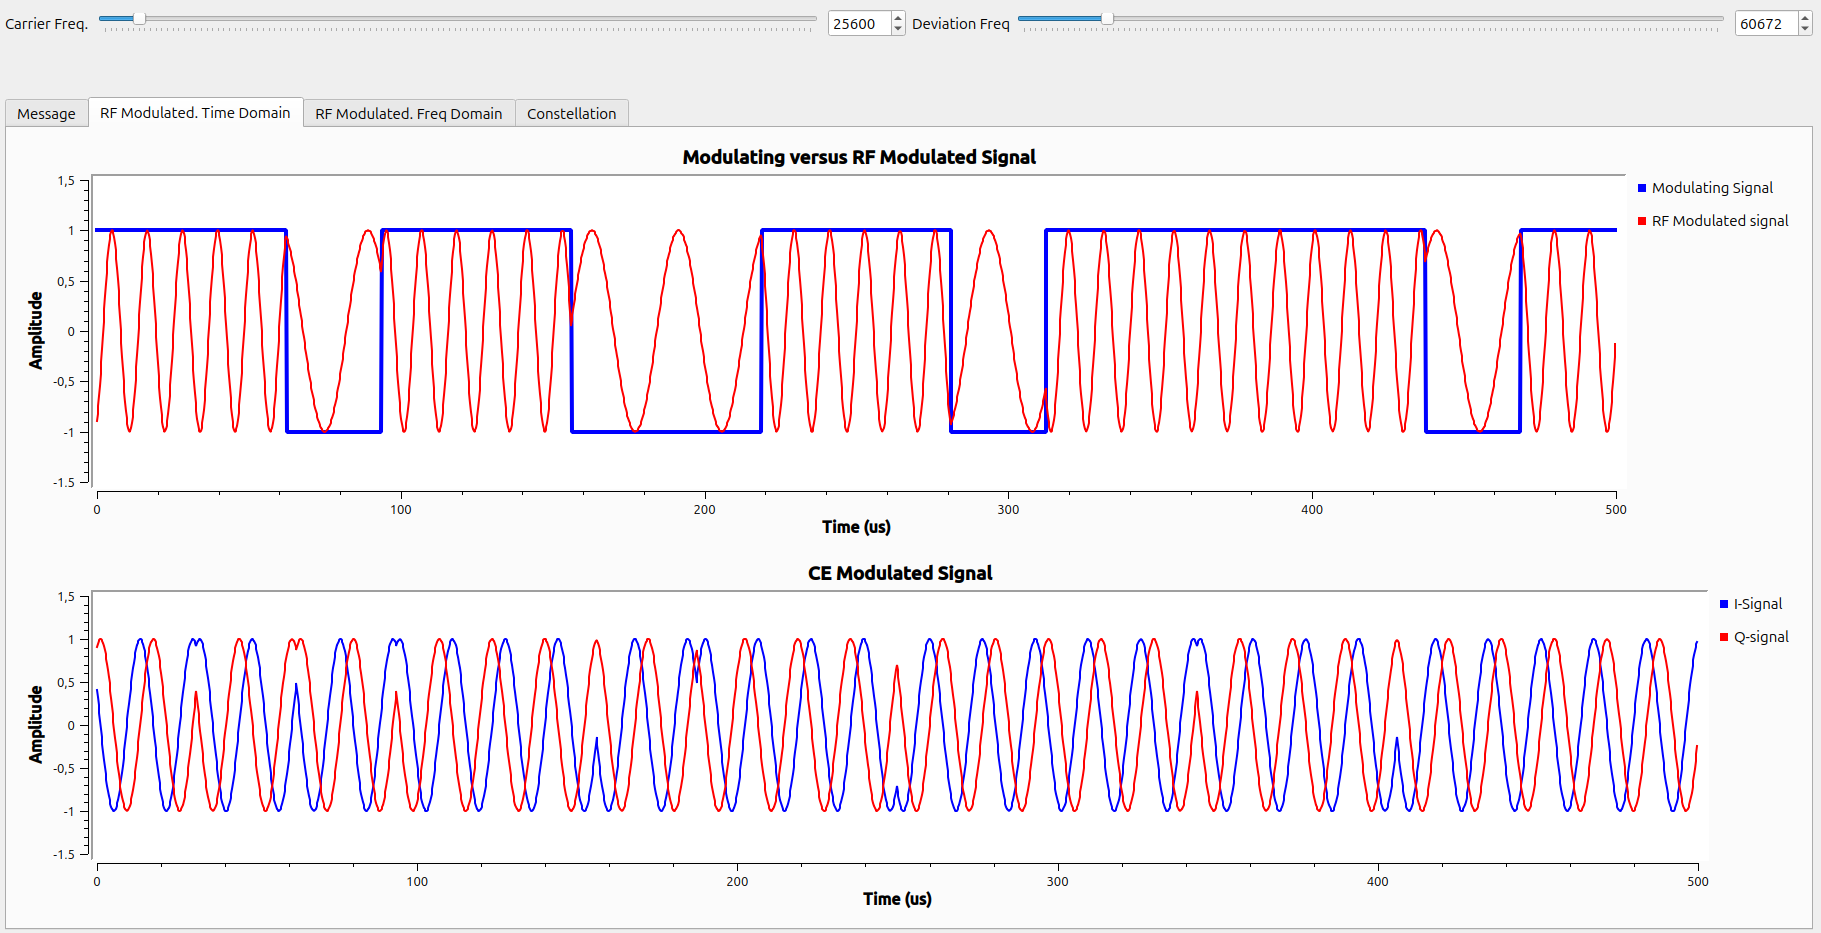 Carrier Freq. 25600 Deviation Freq 60672
Message RF Modulated. Time Domain RF Modulated. Freq Domain Constellation
Modulating versus RF Modulated Signal
1,5
1
0,5
0
-0,5
-1
-1.5
Amplitude
0 100 200 300 400 500
Time (us)
Modulating Signal
RF Modulated signal
CE Modulated Signal
1,5
1
0,5
0
-0,5
-1
-1.5
Amplitude
0 100 200 300 400 500
Time (us)
I-Signal
Q-signal